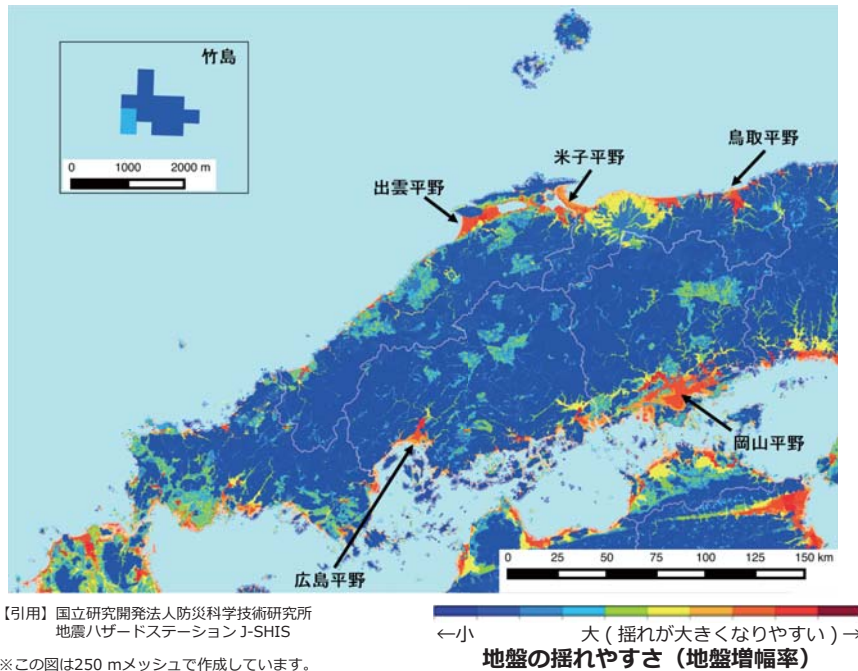 竹島
0 1000 2000 m
鳥取平野
米子平野
出雲平野
岡山平野
広島平野
0 25 50 75 100 125 150 km
【引用】国立研究開発法人防災科学技術研究所
地震ハザードステーション J-SHIS
※この図は250 mメッシュで作成しています。
←小 大 ( 揺れが大きくなりやすい ) →
地盤の揺れやすさ（地盤増幅率）